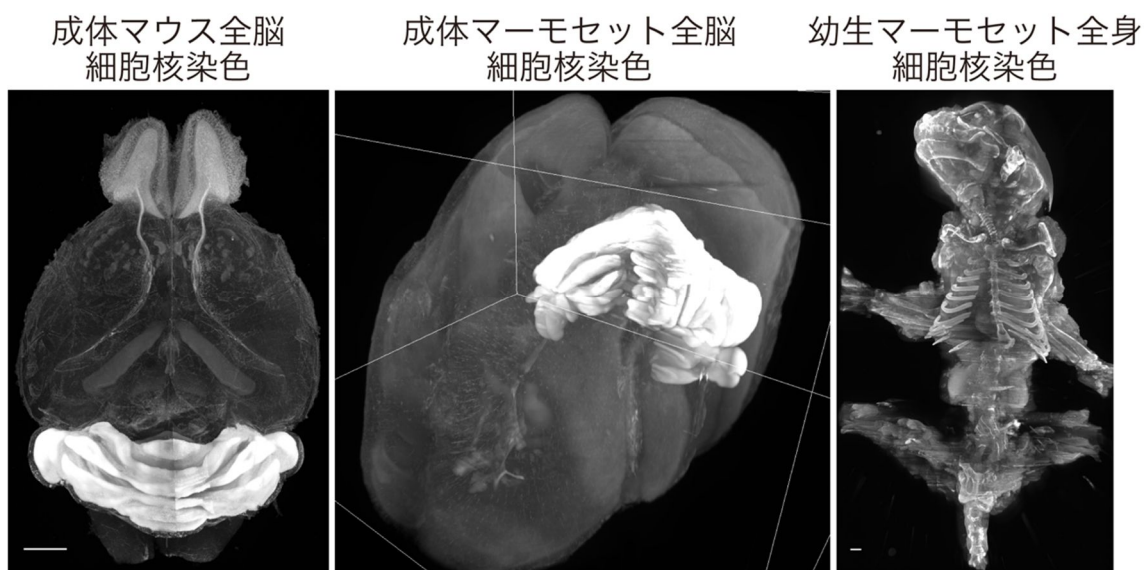 成体マウス全脳
細胞核染色
成体マーモセット全脳
細胞核染色
幼生マーモセット全身
細胞核染色